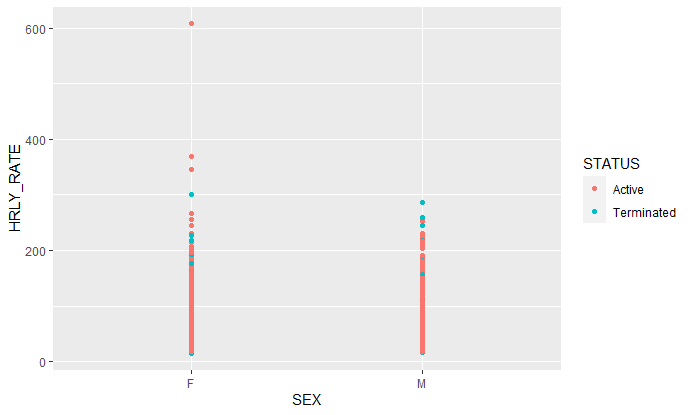 600
400
200
0
HRLY_RATE
F
M
SEX
STATUS
Active
Terminated